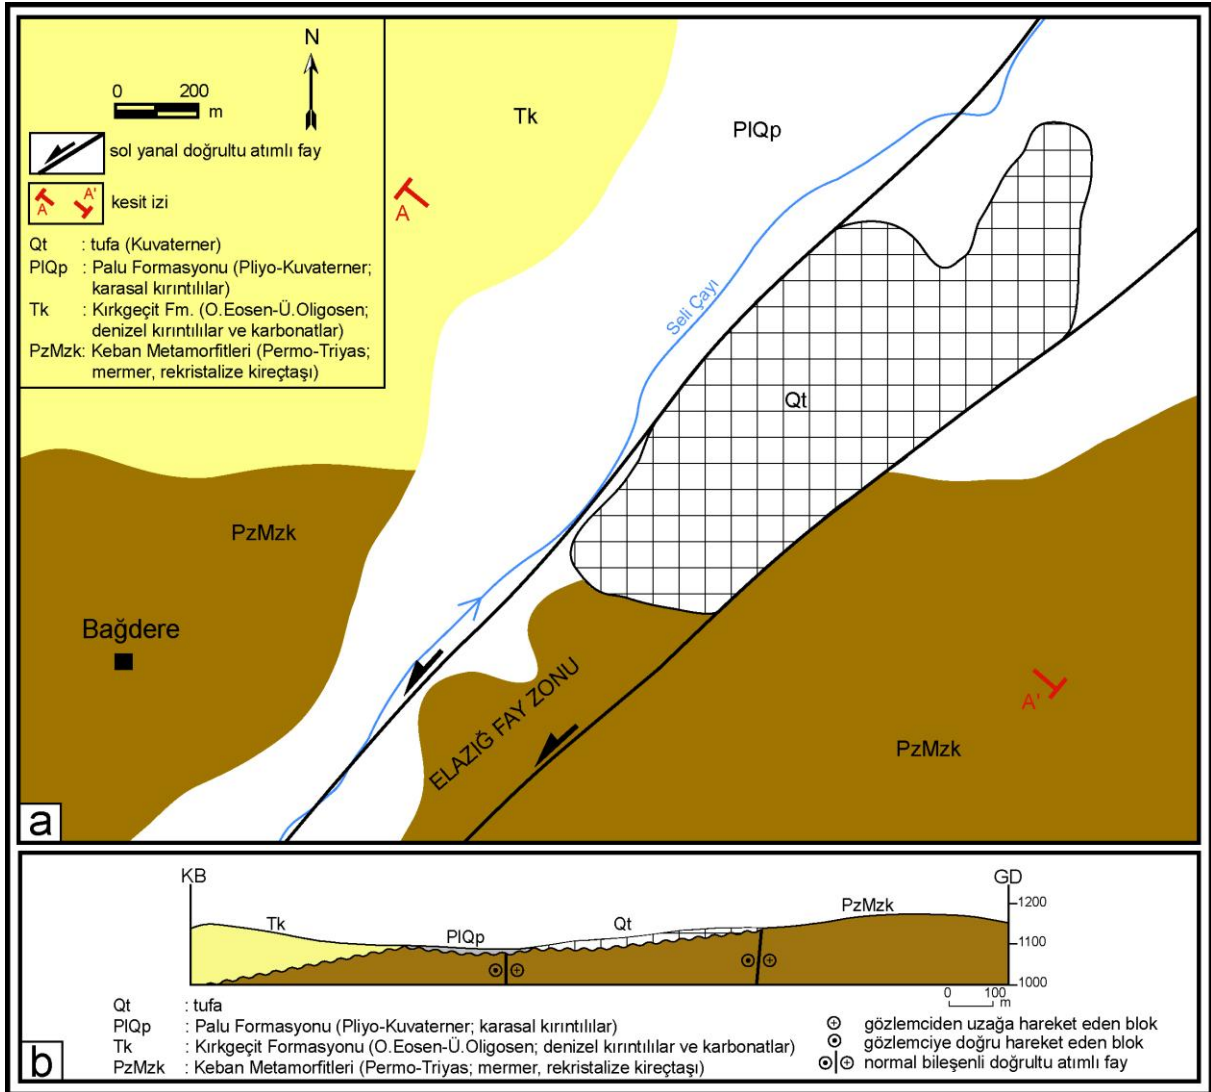 N
0 200
m
sol yanal doğrultu atımlı fay
A A'
kesit izi
Qt : tufa (Kuvaterner)
PlQp : Palu Formasyonu (Pliyo-Kuvaterner;
karasal kırıntılılar)
Tk : Kırkgeçit Fm. (O.Eosen-Ü.Oligosen;
denizel kırıntılılar ve karbonatlar)
PzMzk: Keban Metamorfitleri (Permo-Triyas;
mermer, rekristalize kireçtaşı)
Tk
PlQp
A
Seli Çayı
Qt
PzMzk
Bağdere
ELAZIĞ FAY ZONU
A'
PzMzk
a
KB
GD
Tk
PlQp
Qt
PzMzk
1200
1100
1000
0 100
m
Qt : tufa
PlQp : Palu Formasyonu (Pliyo-Kuvaterner; karasal kırıntılılar)
Tk : Kırkgeçit Formasyonu (O.Eosen-Ü.Oligosen; denizel kırıntılılar ve karbonatlar)
PzMzk : Keban Metamorfitleri (Permo-Triyas; mermer, rekristalize kireçtaşı)
gözlemciden uzağa hareket eden blok
gözlemciye doğru hareket eden blok
normal bileşenli doğrultu atımlı fay
b